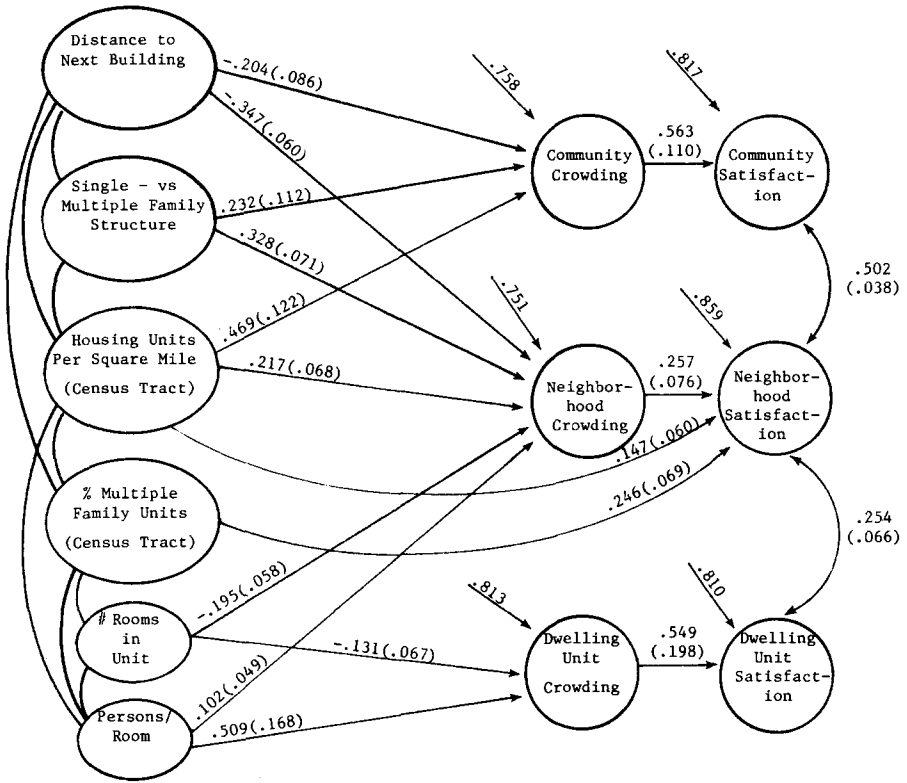 Distance to
Next Building
Single - vs
Multiple Family
Structure
Housing Units
Per Square Mile
(Census Tract)
% Multiple
Family Units
(Census Tract)
# Rooms
in
Unit
Persons/
Room
-.204(.086)
-.347(.060)
.232(.112)
.328(.071)
.469(.122)
.217(.068)
.147(.060)
.246(.069)
-.195(.058)
-.131(.067)
.102(.049)
.509(.168)
.758
Community
Crowding
.563
(.110)
.817
Community
Satisfact-
ion
.502
(.038)
.751
Neighbor-
hood
Crowding
.257
(.076)
.859
Neighbor-
hood
Satisfact-
ion
.254
(.066)
.813
Dwelling
Unit
Crowding
.549
(.198)
.810
Dwelling
Unit
Satisfact-
ion